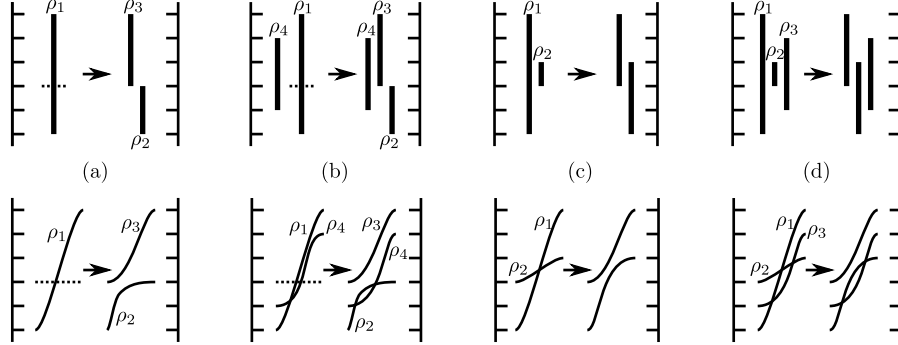 ρ₁ ρ₃ ρ₁ ρ₃ ρ₁ ρ₁
ρ₄ ρ₄ ρ₂ ρ₂ ρ₃
ρ₂ ρ₂
(a) (b) (c) (d)
ρ₁ ρ₃ ρ₁ ρ₄ ρ₃ ρ₁ ρ₁ ρ₃
ρ₄ ρ₂ ρ₂
ρ₂ ρ₂